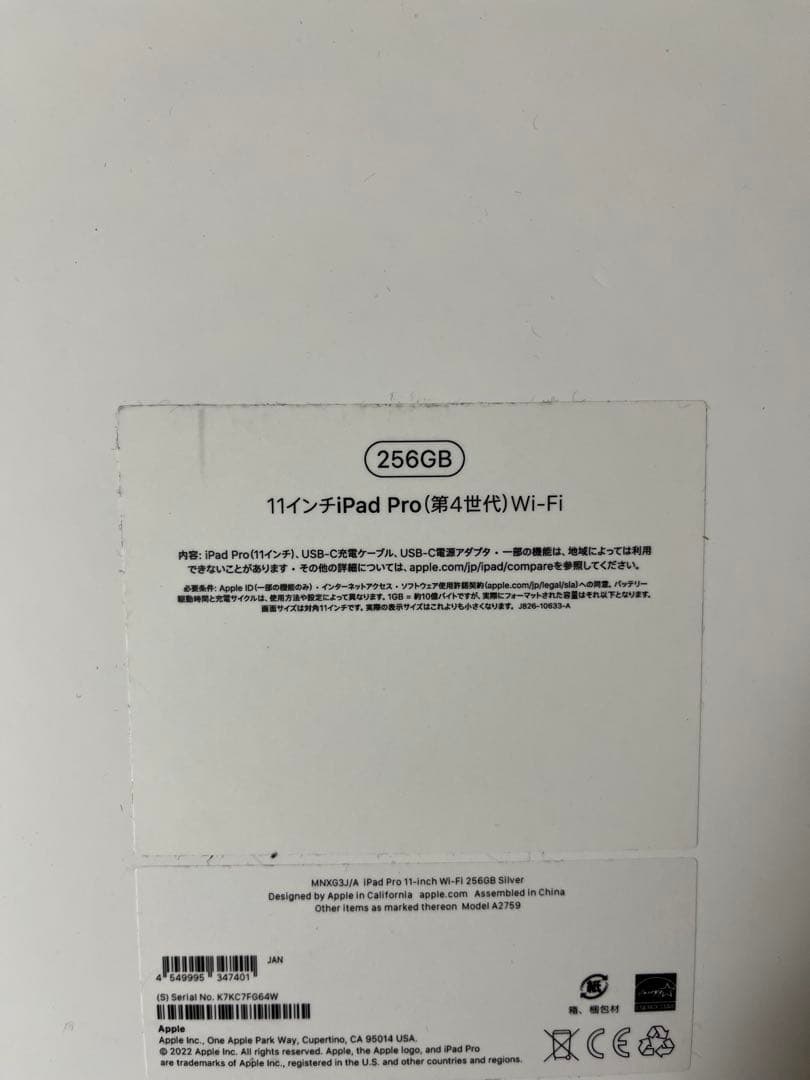 256GB
11インチiPad Pro(第4世代)Wi-Fi
内容: iPad Pro(11インチ)、USB-C充電ケーブル、USB-C電源アダプタ・一部の機能は、地域によっては利用
できないことがあります・その他の詳細については、apple.com/jp/ipad/compareを参照してください。
必要条件: Apple ID(一部の機能のみ)・インターネットアクセス・ソフトウェア使用許諾契約(apple.com/jp/legal/sla)への同意。バッテリー
駆動時間と充電サイクルは、使用方法や設定によって異なります。1GB = 約10億バイトですが、実際にフォーマットされた容量はそれ以下となります。
画面サイズは対角11インチです。実際の表示サイズはこれよりも小さくなります。J826-10633-A
MNXG3J/A iPad Pro 11-inch Wi-Fi 256GB Silver
Designed by Apple in California apple.com Assembled in China
Other items as marked thereon Model A2759
JAN
4 549995 347401
(S) Serial No. K7KC7FG64W
紙
箱、梱包材
Apple
Apple Inc., One Apple Park Way, Cupertino, CA 95014 USA.
© 2022 Apple Inc. All rights reserved. Apple, the Apple logo, and iPad Pro
are trademarks of Apple Inc., registered in the U.S. and other countries and regions.